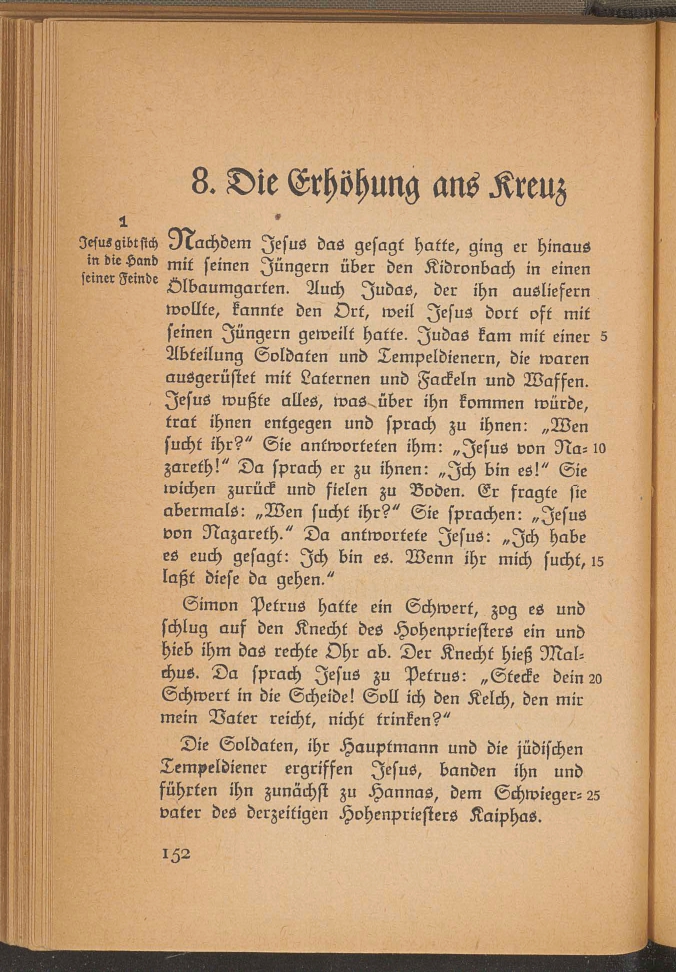 8. Die Erhöhung ans Kreuz
1
Jesus gibt sich
in die Hand
seiner Feinde
Nachdem Jesus das gesagt hatte, ging er hinaus
mit seinen Jüngern über den Kidronbach in einen
Ölbaumgarten. Auch Judas, der ihn ausliefern
wollte, kannte den Ort, weil Jesus dort oft mit
seinen Jüngern geweilt hatte. Judas kam mit einer 5
Abteilung Soldaten und Tempeldienern, die waren
ausgerüstet mit Laternen und Fackeln und Waffen.
Jesus wußte alles, was über ihn kommen würde,
trat ihnen entgegen und sprach zu ihnen: „Wen
sucht ihr?“ Sie antworteten ihm: „Jesus von Na- 10
zareth!“ Da sprach er zu ihnen: „Ich bin es!“ Sie
wichen zurück und fielen zu Boden. Er fragte sie
abermals: „Wen sucht ihr?“ Sie sprachen: „Jesus
von Nazareth.“ Da antwortete Jesus: „Ich habe
es euch gesagt: Ich bin es. Wenn ihr mich sucht, 15
laßt diese da gehen.“
Simon Petrus hatte ein Schwert, zog es und
schlug auf den Knecht des Hohenpriesters ein und
hieb ihm das rechte Ohr ab. Der Knecht hieß Mal-
chus. Da sprach Jesus zu Petrus: „Stecke dein 20
Schwert in die Scheide! Soll ich den Kelch, den mir
mein Vater reicht, nicht trinken?“
Die Soldaten, ihr Hauptmann und die jüdischen
Tempeldiener ergriffen Jesus, banden ihn und
führten ihn zunächst zu Hannas, dem Schwieger- 25
vater des derzeitigen Hohenpriesters Kaiphas.
152